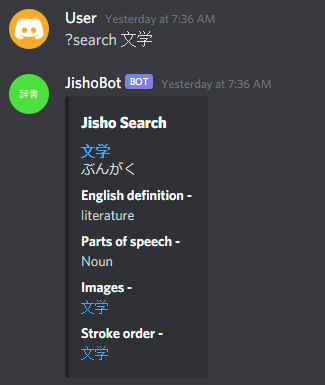 User Yesterday at 7:36 AM
?search 文学
辞書
JishoBot BOT Yesterday at 7:36 AM
Jisho Search
文学
ぶんがく
English definition -
literature
Parts of speech -
Noun
Images -
文学
Stroke order -
文学